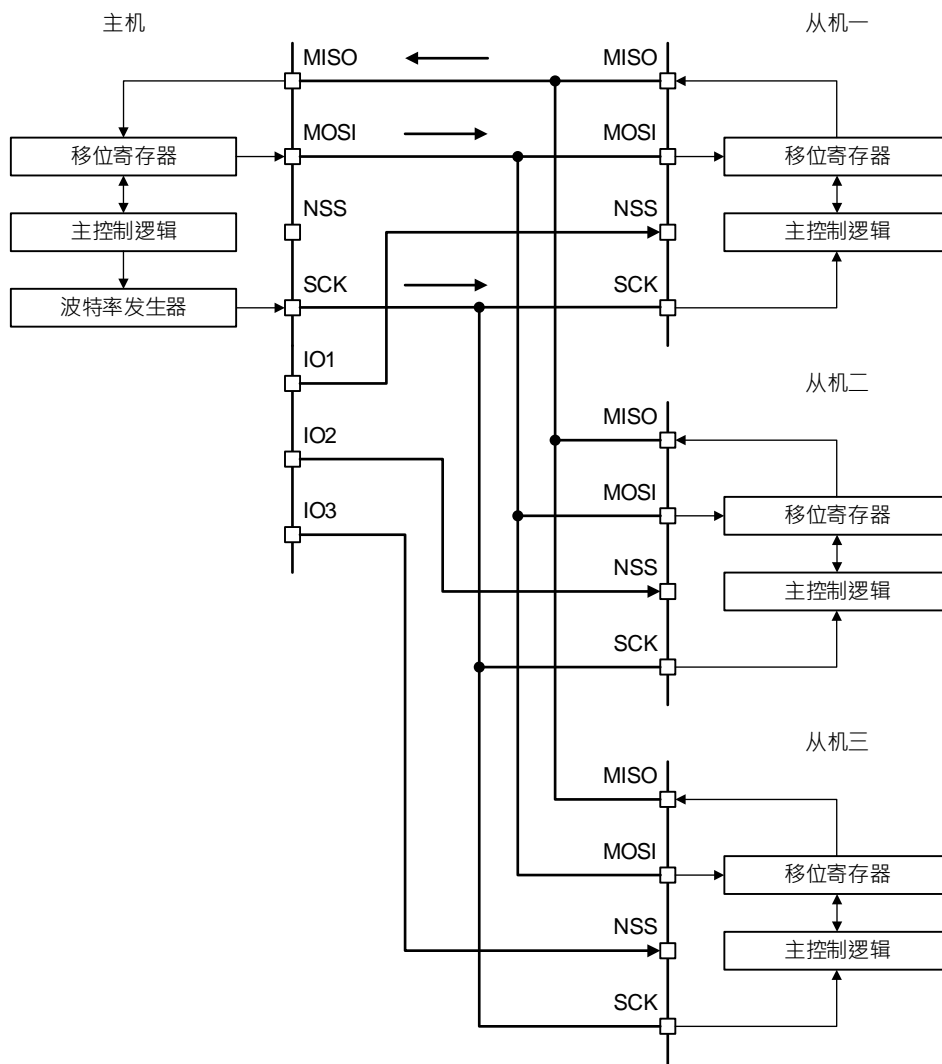 主机
从机一
MISO
MISO
MOSI
MOSI
移位寄存器
移位寄存器
NSS
NSS
主控制逻辑
主控制逻辑
SCK
SCK
波特率发生器
IO1
从机二
MISO
IO2
MOSI
移位寄存器
IO3
NSS
主控制逻辑
SCK
从机三
MISO
MOSI
移位寄存器
NSS
主控制逻辑
SCK